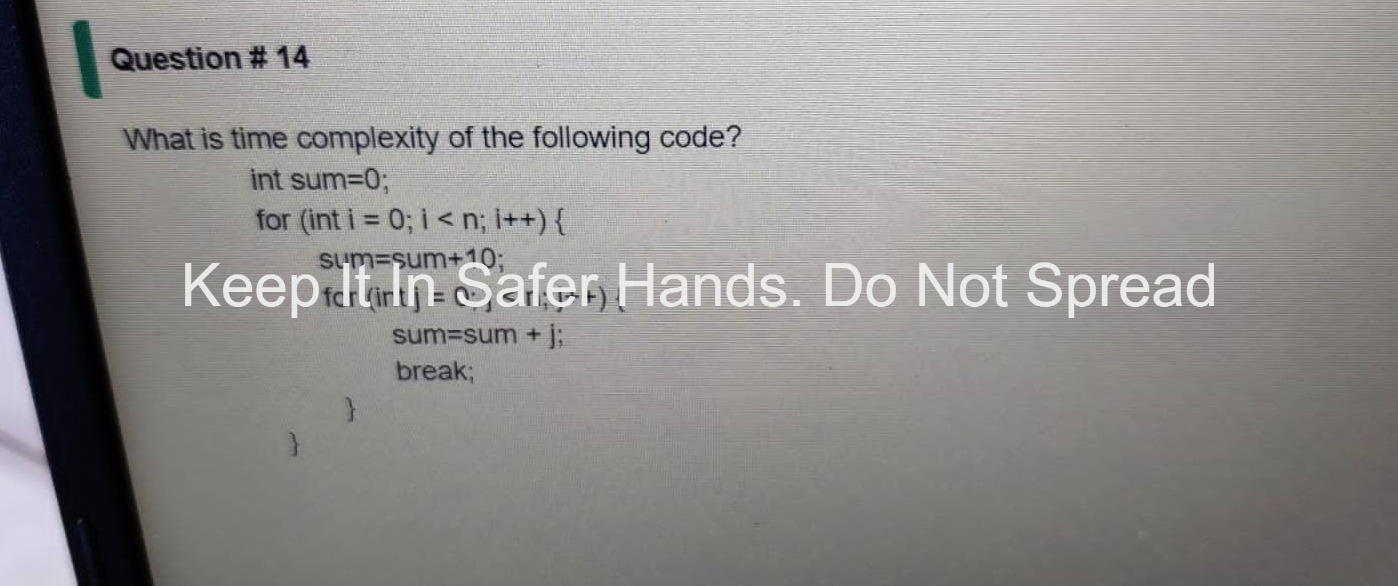 Question # 14
What is time complexity of the following code?
int sum=0;
for (int i = 0; i < n; i++) {
sum=sum+10;
Keep It In Safer Hands. Do Not Spread
for (int j = 0; j < n; j++) {
sum=sum + j;
break;
}
}